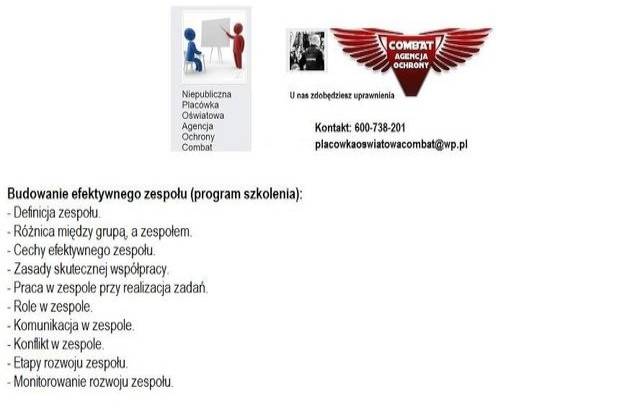 Niepubliczna
Placówka
Oświatowa
Agencja
Ochrony
Combat
COMBAT
AGENCJA
OCHRONY
U nas zdobędziesz uprawnienia
Kontakt: 600-738-201
placowkaoswiatowacombat@wp.pl
Budowanie efektywnego zespołu (program szkolenia):
- Definicja zespołu.
- Różnica między grupą, a zespołem.
- Cechy efektywnego zespołu.
- Zasady skutecznej współpracy.
- Praca w zespole przy realizacja zadań.
- Role w zespole.
- Komunikacja w zespole.
- Konflikt w zespole.
- Etapy rozwoju zespołu.
- Monitorowanie rozwoju zespołu.